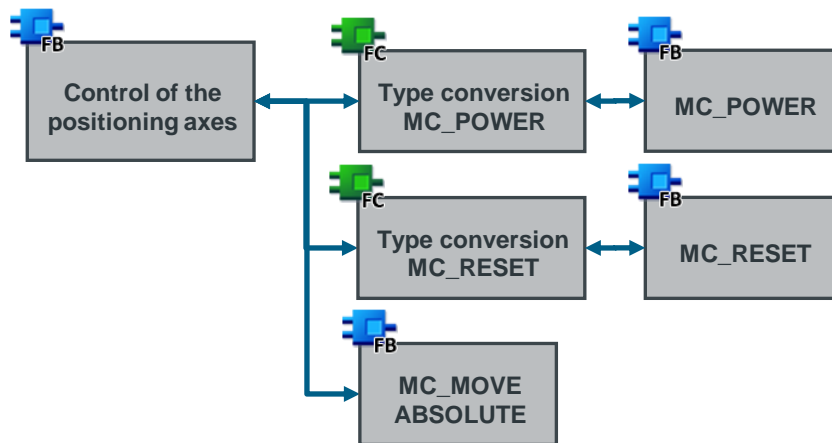 FB
Control of the
positioning axes
FC
Type conversion
MC_POWER
FB
MC_POWER
FC
Type conversion
MC_RESET
FB
MC_RESET
FB
MC_MOVE
ABSOLUTE